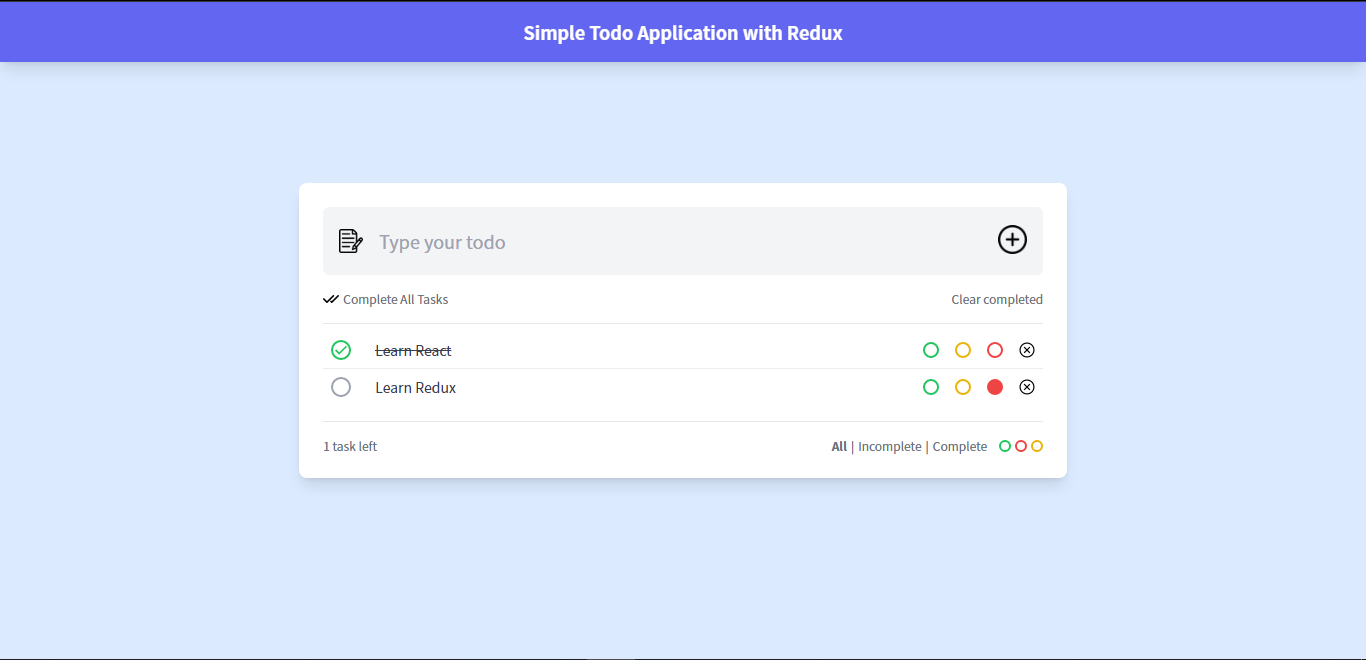 Simple Todo Application with Redux
Type your todo
Complete All Tasks Clear completed
Learn React
Learn Redux
1 task left All | Incomplete | Complete